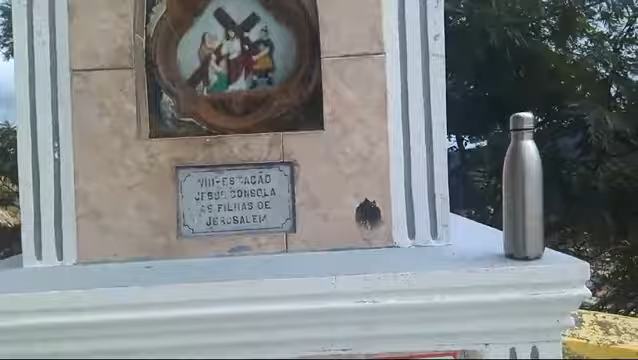 VIII-ESTAÇÃO
JESUS CONSOLA
AS FILHAS DE
JERUSALEM